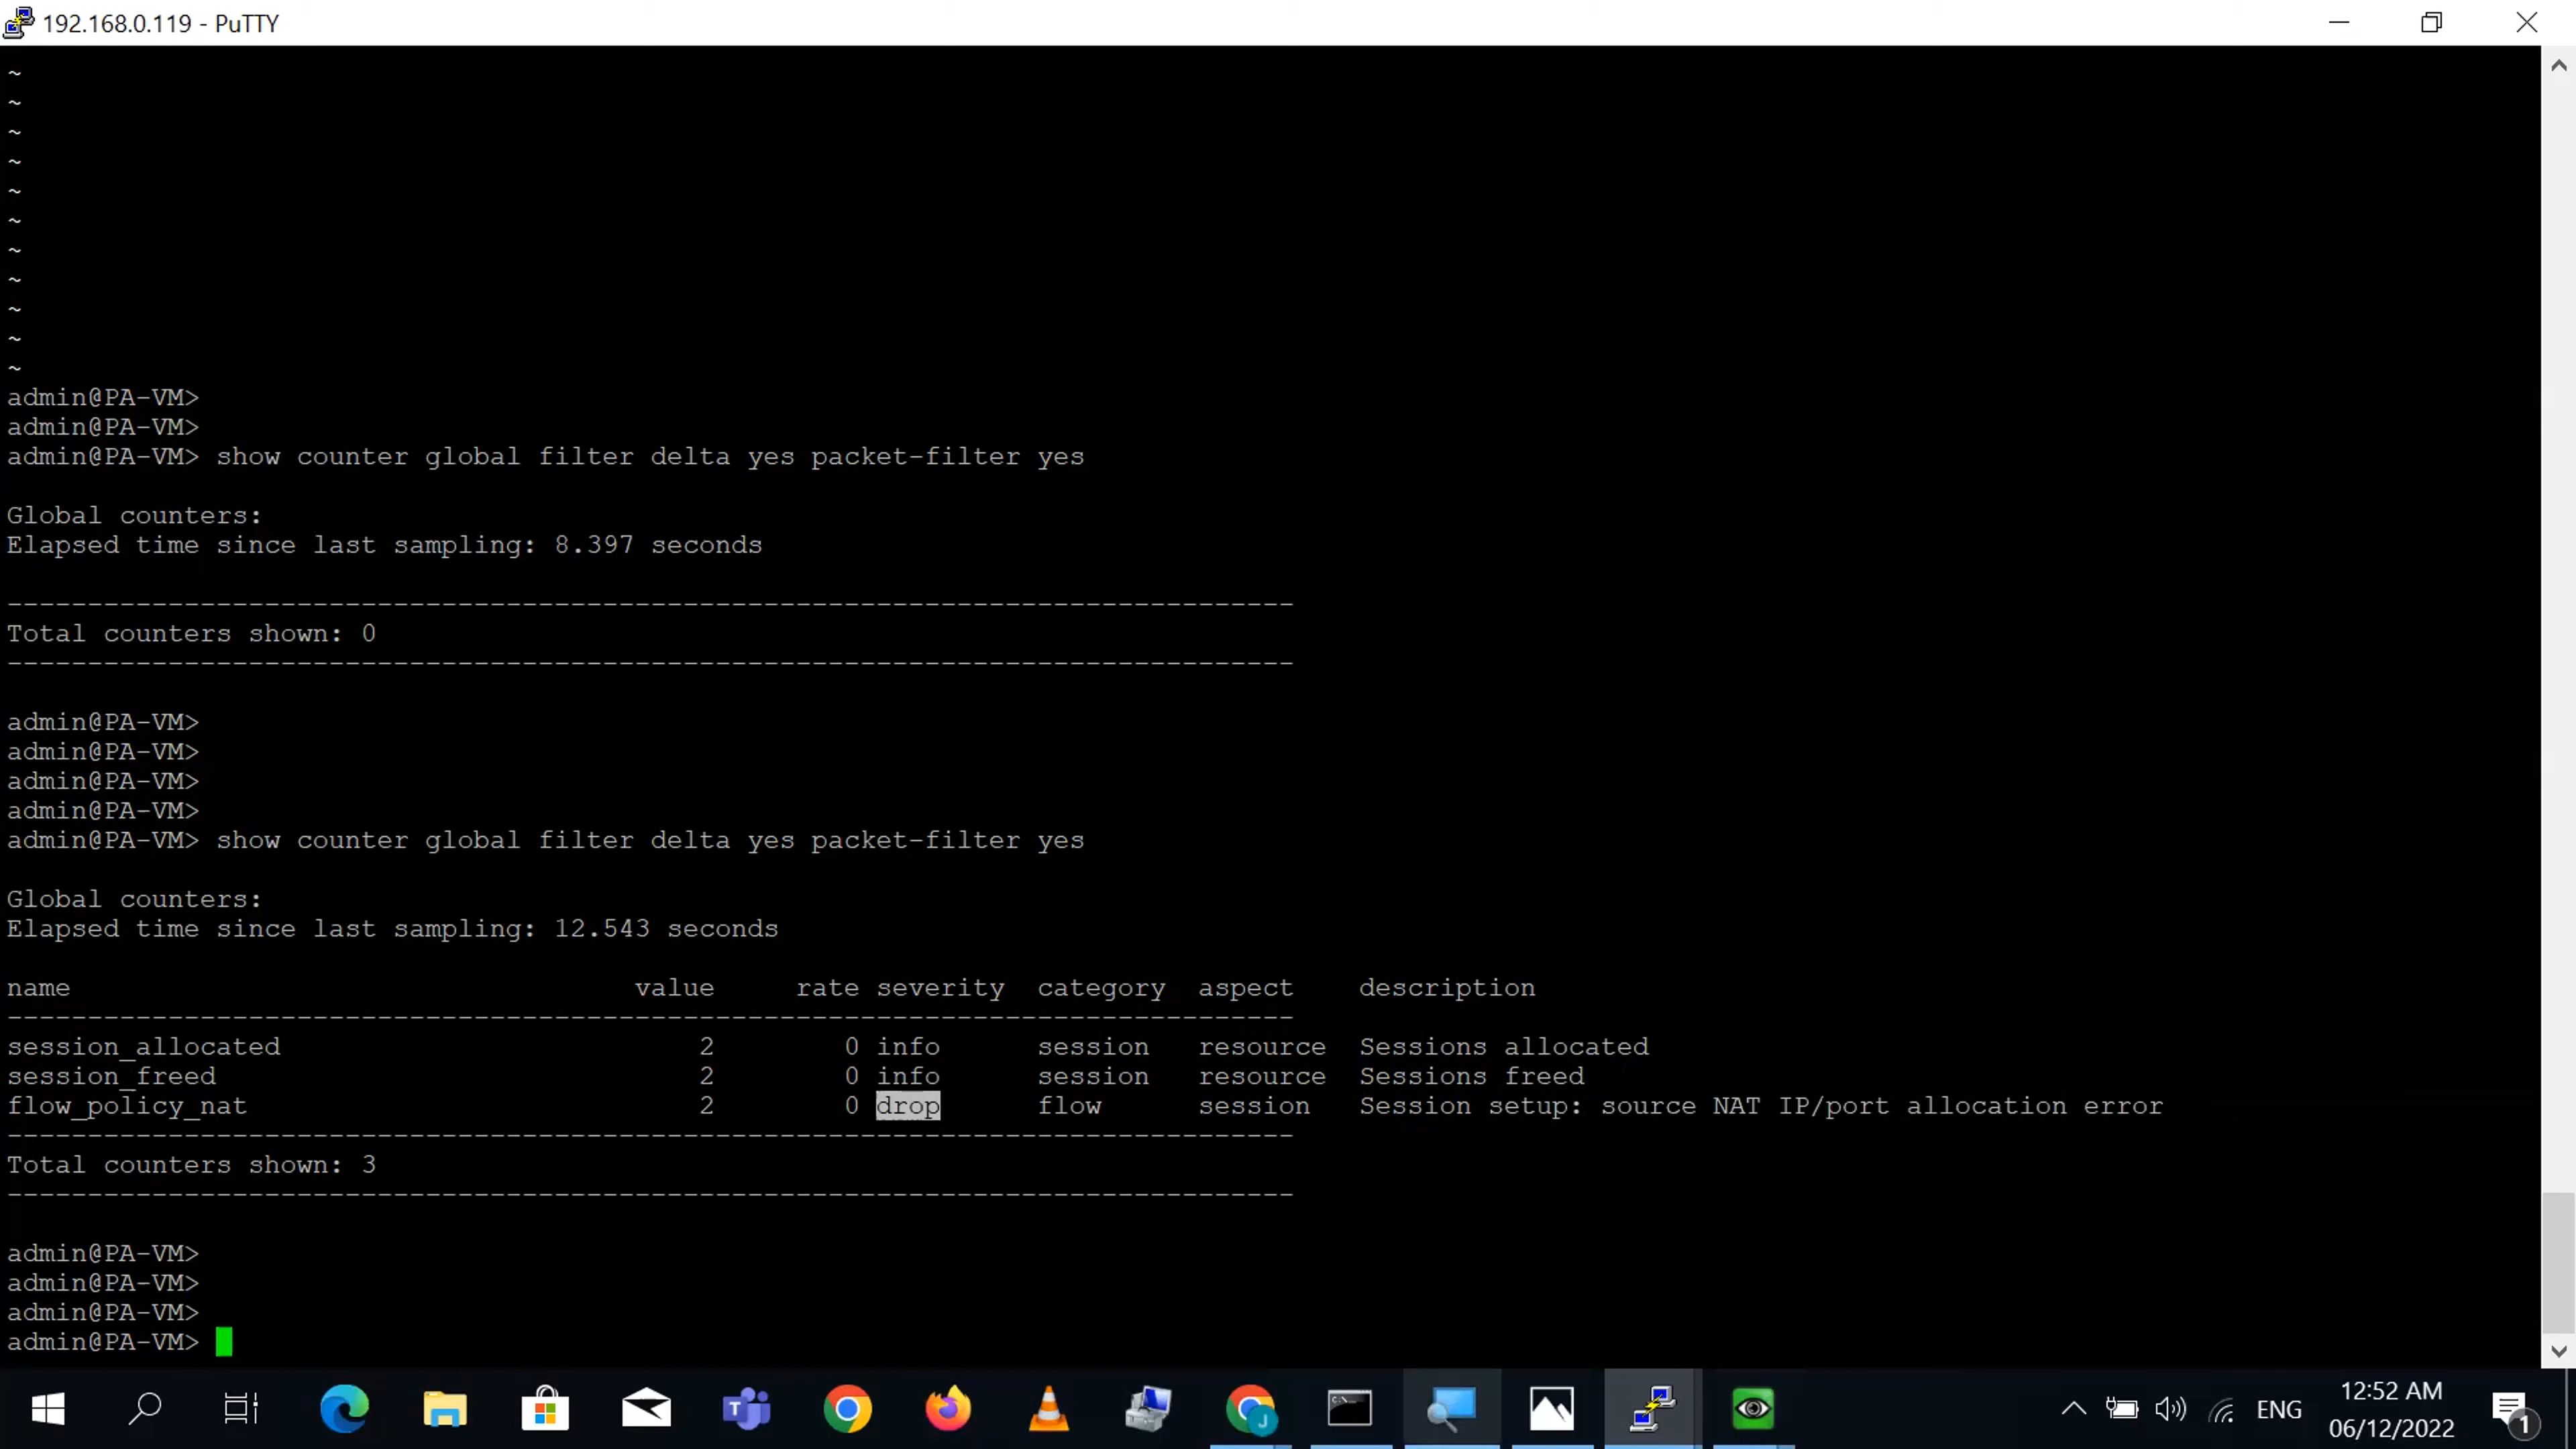 192.168.0.119 - PuTTY
~
~
~
~
~
~
~
~
~
~
~
admin@PA-VM>
admin@PA-VM>
admin@PA-VM> show counter global filter delta yes packet-filter yes
Global counters:
Elapsed time since last sampling: 8.397 seconds
--------------------------------------------------------------------------------
Total counters shown: 0
--------------------------------------------------------------------------------
admin@PA-VM>
admin@PA-VM>
admin@PA-VM>
admin@PA-VM>
admin@PA-VM> show counter global filter delta yes packet-filter yes
Global counters:
Elapsed time since last sampling: 12.543 seconds
name value rate severity category aspect description
--------------------------------------------------------------------------------
session_allocated 2 0 info session resource Sessions allocated
session_freed 2 0 info session resource Sessions freed
flow_policy_nat 2 0 drop flow session Session setup: source NAT IP/port allocation error
--------------------------------------------------------------------------------
Total counters shown: 3
--------------------------------------------------------------------------------
admin@PA-VM>
admin@PA-VM>
admin@PA-VM>
admin@PA-VM>
ENG
12:52 AM
06/12/2022
1